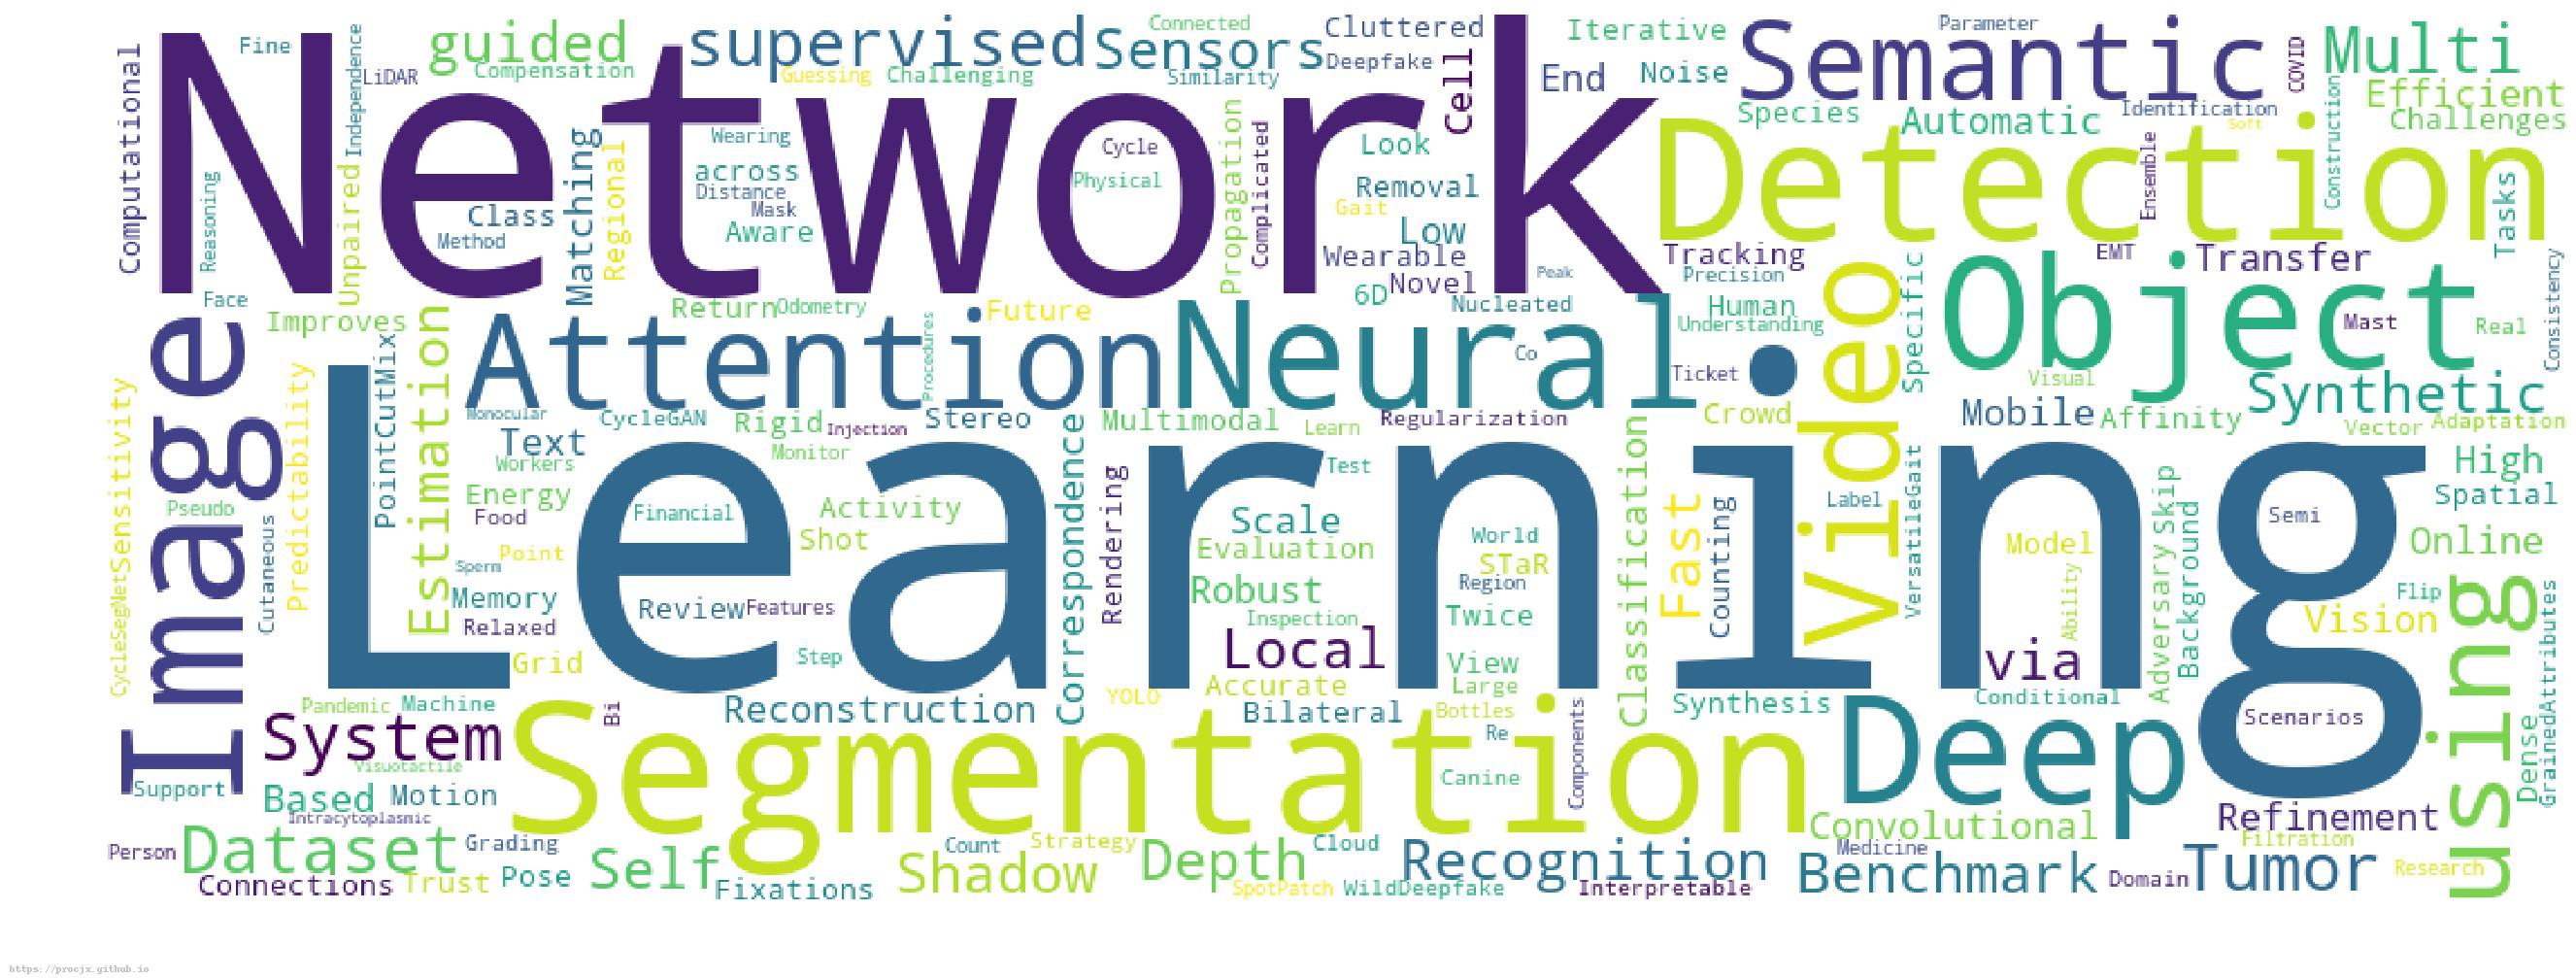 Network
Learning
Segmentation
Detection
Semantic
Object
Image
Attention
Neural
video
Deep
using
supervised
Sensors
guided
Multi
Synthetic
System
Dataset
Self
Shadow
Depth
Recognition
Benchmark
Tumor
Local
via
Fast
Estimation
Computational
Fine
LiDAR
Independence
Compensation
Guessing
Challenging
Connected
Similarity
Cluttered
Deepfake
Cell
End
Iterative
Noise
Parameter
COVID
Efficient
Challenges
Species
Automatic
Identification
Soft
Construction
Ensemble
Tasks
Reasoning
Unpaired
Class
Method
Matching
Regional
Wearing
across
Distance
Mask
Aware
Cycle
Physical
Propagation
Complicated
Look
Removal
Gait
Low
Wearable
Novel
6D
Peak
Nucleated
Tracking
Precision
EMT
Transfer
Human
Understanding
Specific
Mast
Real
Consistency
Face
Improves
Return
Odometry
Future
Procedures
Co
Ticket
Visual
Mobile
Affinity
Vector
Adaptation
Sensitivity
Predictability
PointCutMix
Monocular
CycleGAN
Rigid
Injection
Stereo
Multimodal
Learn
Regularization
Crowd
Text
Workers
Monitor
Correspondence
Test
Classification
Label
High
Spatial
Energy
Food
Financial
Activity
Shot
Rendering
Scale
Evaluation
World
STaR
Region
Counting
VersatileGait
Model
Ability
Adversary
Skip
Background
Semi
Online
Pseudo
Cutaneous
Point
Sperm
Memory
Relaxed
Review
Features
Robust
Inspection
Twice
Flip
Vision
GrainedAttributes
CycleSegNet
Grid
Step
View
Accurate
Large
YOLO
Bilateral
Bottles
Re
Synthesis
Conditional
Scenarios
Dense
Pandemic
Machine
Bi
Reconstruction
Canine
Components
Support
Visuotactile
Based
Motion
Intracytoplasmic
Convolutional
Refinement
Filtration
Person
Grading
Connections
Trust
Pose
Fixations
Count
Strategy
Cloud
SpotPatch
WildDeepfake
Interpretable
Medicine
Domain
Research
https://procjx.github.io